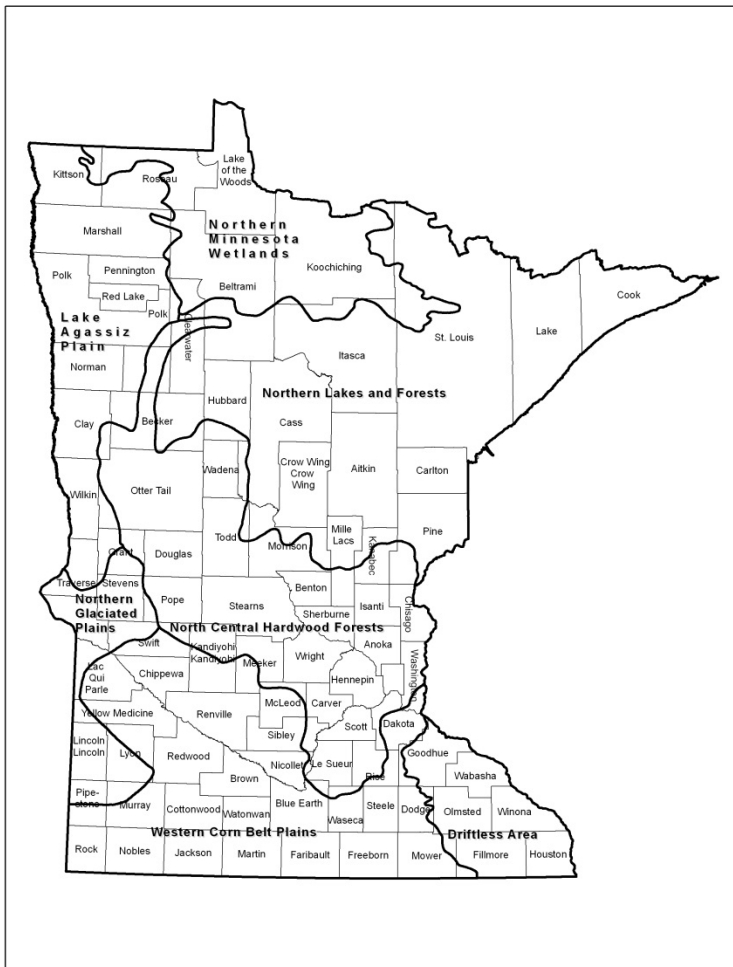 Kittson
Roseau
Lake
of the
Woods
Northern
Minnesota
Wetlands
Marshall
Koochiching
Polk
Pennington
Red Lake
Polk
Beltrami
Cook
Lake
Agassiz
Plain
Clearwater
St. Louis
Lake
Itasca
Norman
Northern Lakes and Forests
Hubbard
Clay
Becker
Cass
Crow Wing
Crow
Wing
Aitkin
Carlton
Wadena
Otter Tail
Wilkin
Mille
Lacs
Pine
Todd
Morrison
Kanabec
Grant
Douglas
Traverse
Stevens
Benton
Northern
Glaciated
Plains
Pope
Stearns
Sherburne
Isanti
Chisago
North Central Hardwood Forests
Swift
Kandiyohi
Kandiyohi
Meeker
Wright
Anoka
Washington
Lac
Qui
Parle
Chippewa
Hennepin
Yellow Medicine
Renville
McLeod
Carver
Scott
Dakota
Lincoln
Lincoln
Lyon
Redwood
Sibley
Nicollet
Le Sueur
Rice
Goodhue
Wabasha
Brown
Pipe-
stone
Murray
Cottonwood
Watonwan
Blue Earth
Waseca
Steele
Dodge
Olmsted
Winona
Western Corn Belt Plains
Driftless Area
Rock
Nobles
Jackson
Martin
Faribault
Freeborn
Mower
Fillmore
Houston